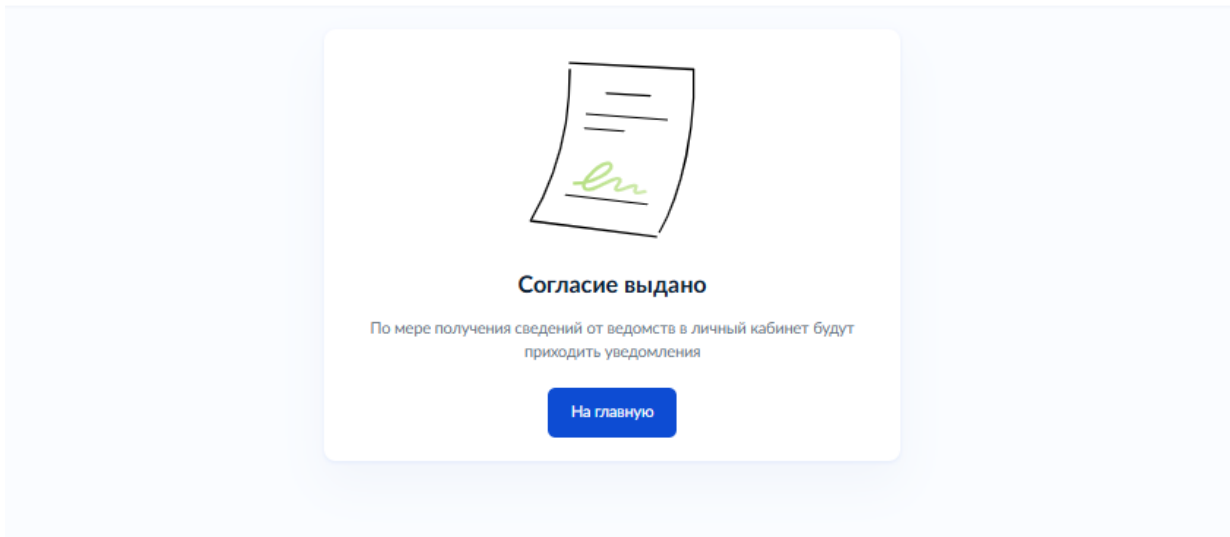 Согласие выдано
По мере получения сведений от ведомств в личный кабинет будут
приходить уведомления
На главную